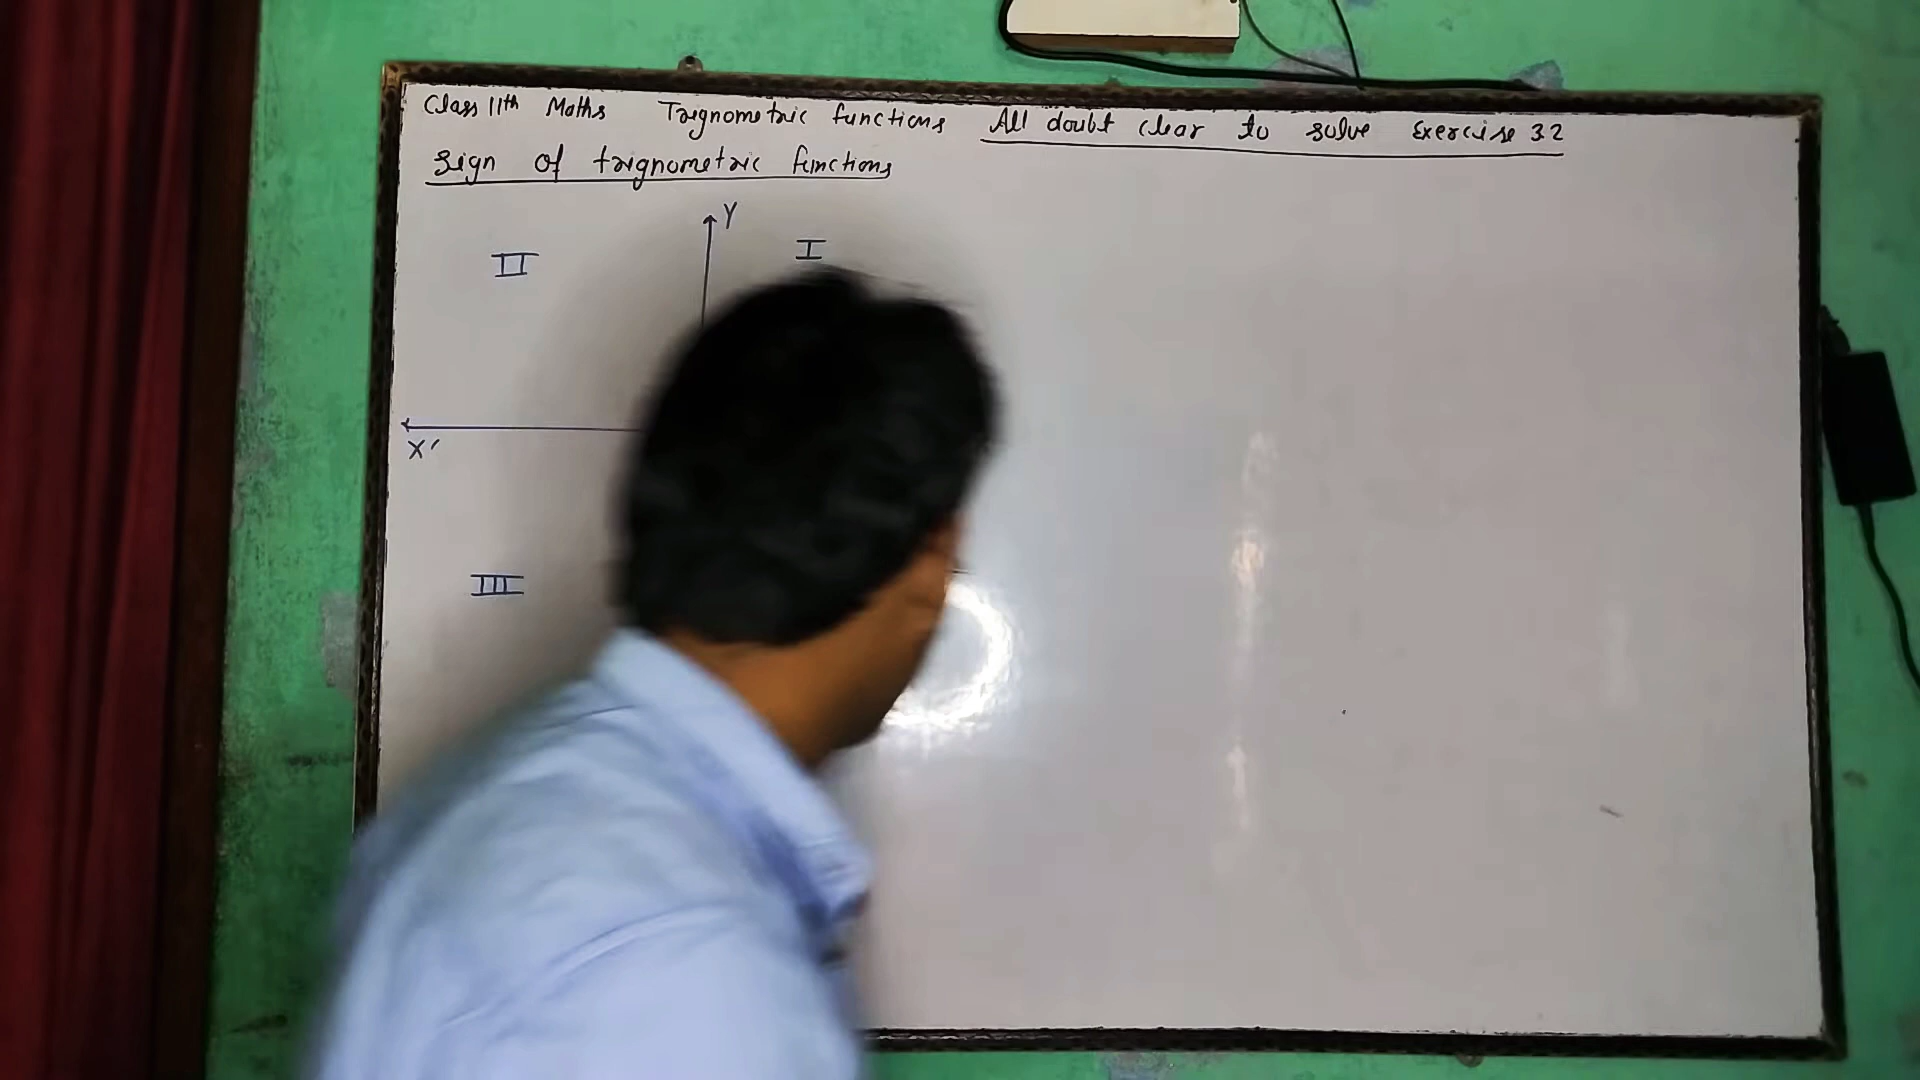 Class 11th Maths Trignometric functions All doubt clear to solve Exercise 3.2
Sign of trignometric functions
Y
II I
X'
III